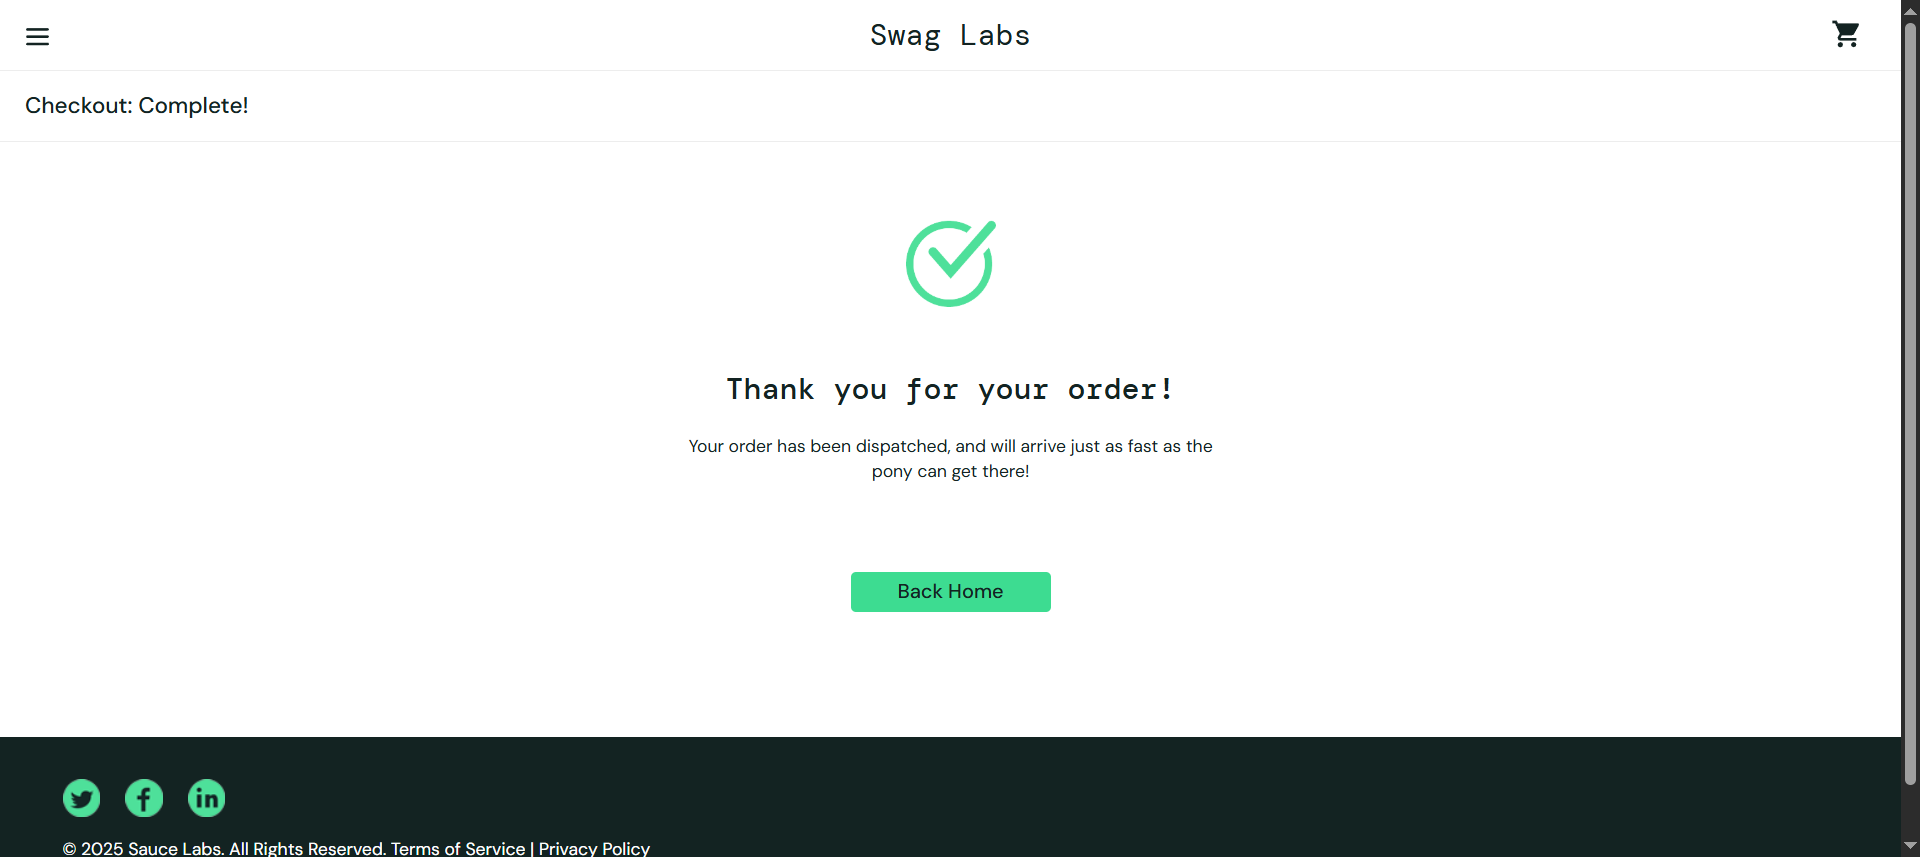 Swag Labs
Checkout: Complete!
Thank you for your order!
Your order has been dispatched, and will arrive just as fast as the
pony can get there!
Back Home
© 2025 Sauce Labs. All Rights Reserved. Terms of Service | Privacy Policy